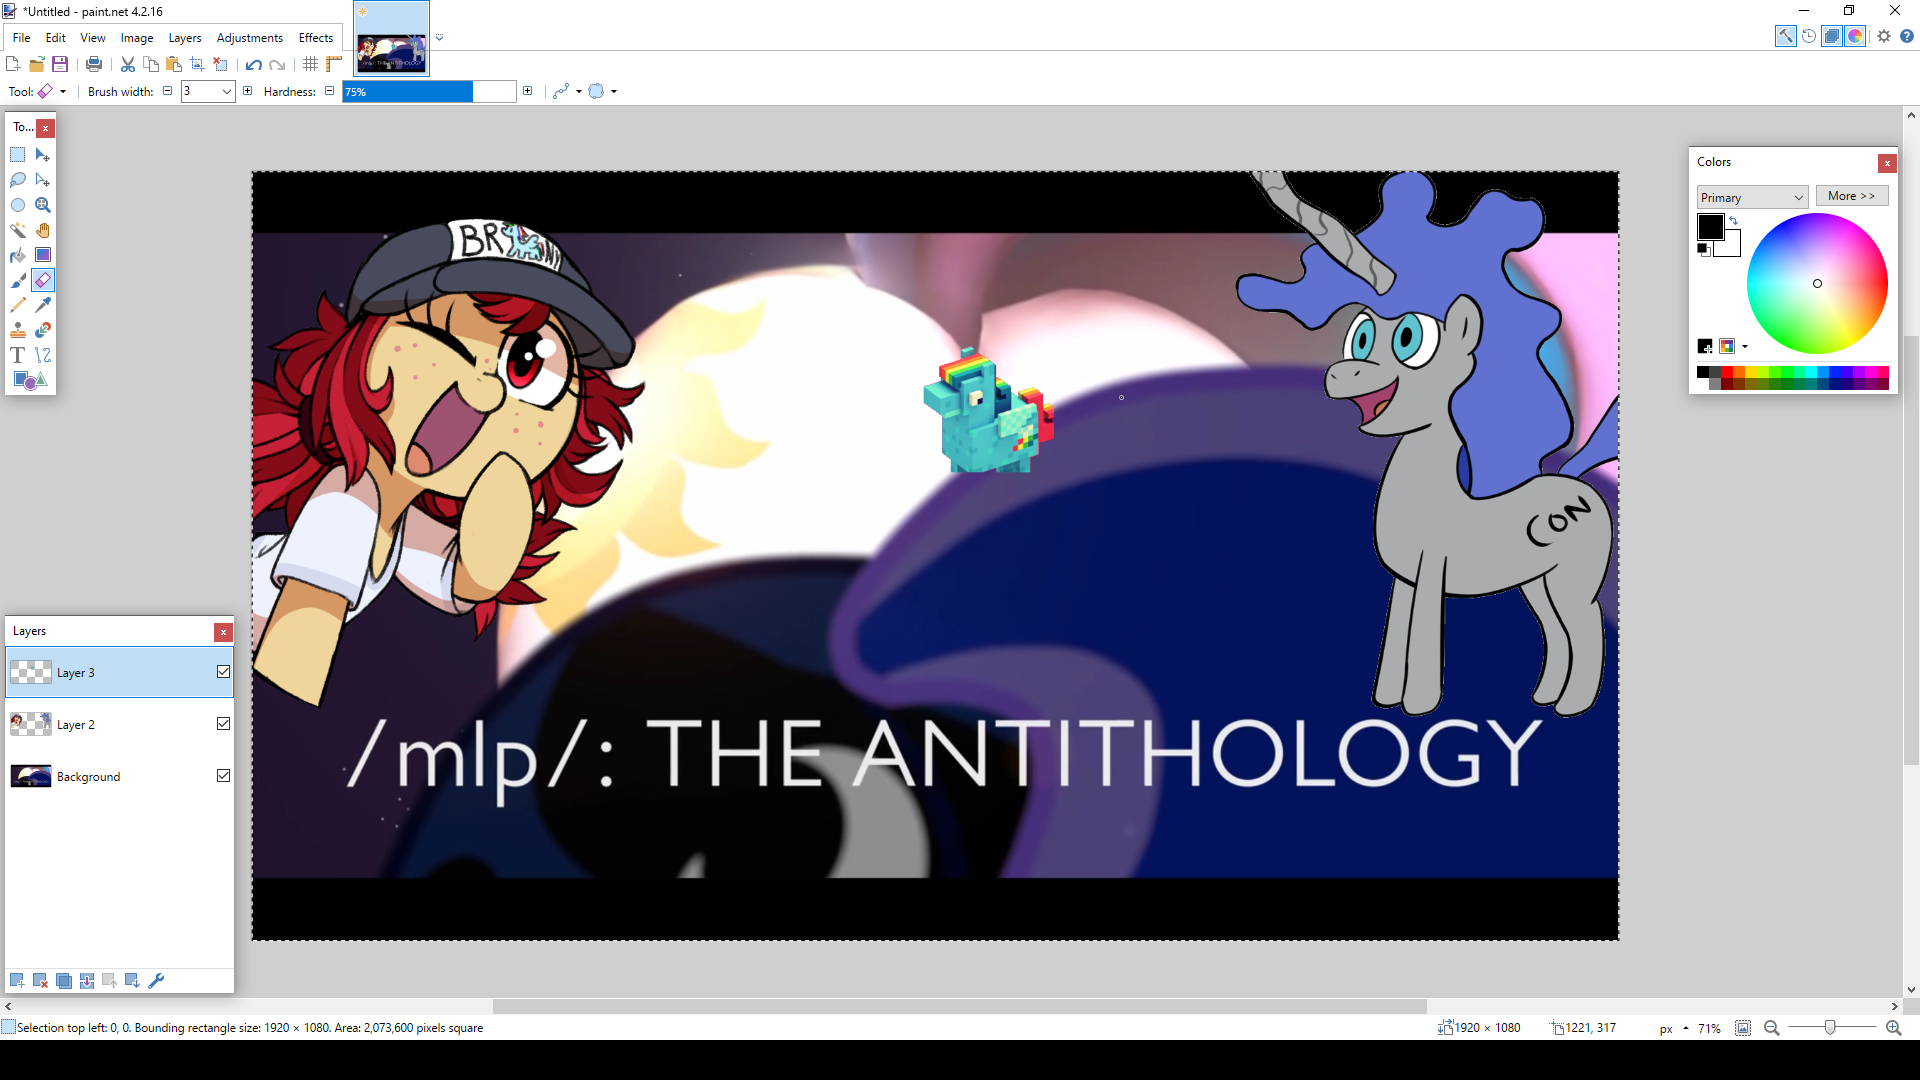 *Untitled - paint.net 4.2.16
File Edit View Image Layers Adjustments Effects
Tool: Brush width: 3 Hardness: 75%
To...
Colors
Primary More >>
BR
CON
/mlp/: THE ANTITHOLOGY
Layers
Layer 3
Layer 2
Background
Selection top left: 0, 0. Bounding rectangle size: 1920 × 1080. Area: 2,073,600 pixels square
1920 × 1080
1221, 317
px
71%